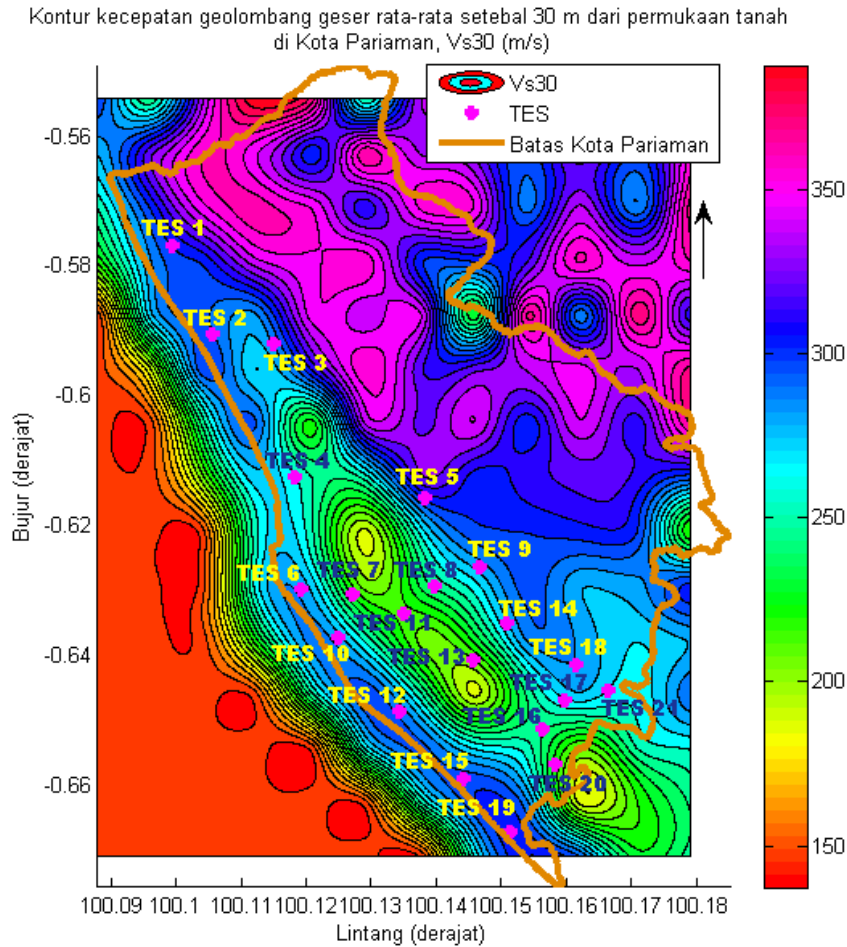 Kontur kecepatan geolombang geser rata-rata setebal 30 m dari permukaan tanah
di Kota Pariaman, Vs30 (m/s)
Vs30
TES
Batas Kota Pariaman
-0.56
-0.58
-0.6
-0.62
-0.64
-0.66
Bujur (derajat)
TES 1
TES 2
TES 3
TES 4
TES 5
TES 9
TES 6
TES 7
TES 8
TES 11
TES 14
TES 10
TES 13
TES 18
TES 12
TES 17
TES 16
TES 21
TES 15
TES 20
TES 19
350
300
250
200
150
100.09 100.1 100.12 100.12 100.13 100.14 100.15 100.16 100.17 100.18
Lintang (derajat)